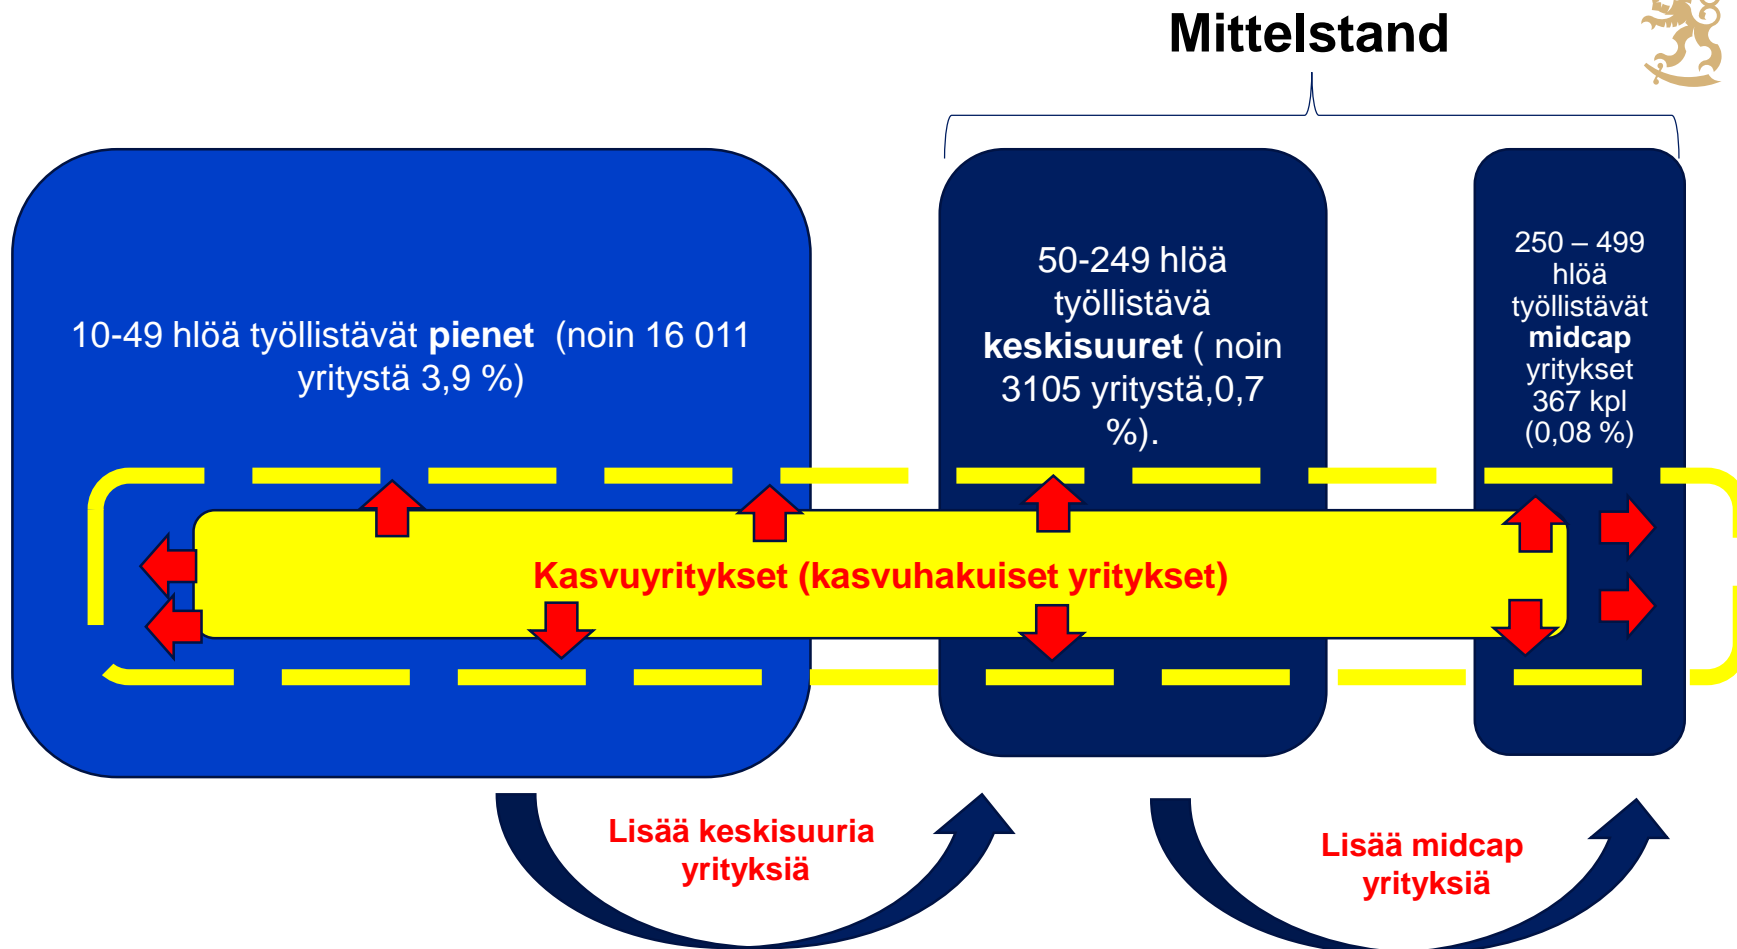 Mittelstand
10-49 hlöä työllistävät pienet (noin 16 011
yritystä 3,9 %)
50-249 hlöä
työllistävä
keskisuuret ( noin
3105 yritystä,0,7
%).
250 – 499
hlöä
työllistävät
midcap
yritykset
367 kpl
(0,08 %)
Kasvuyritykset (kasvuhakuiset yritykset)
Lisää keskisuuria
yrityksiä
Lisää midcap
yrityksiä